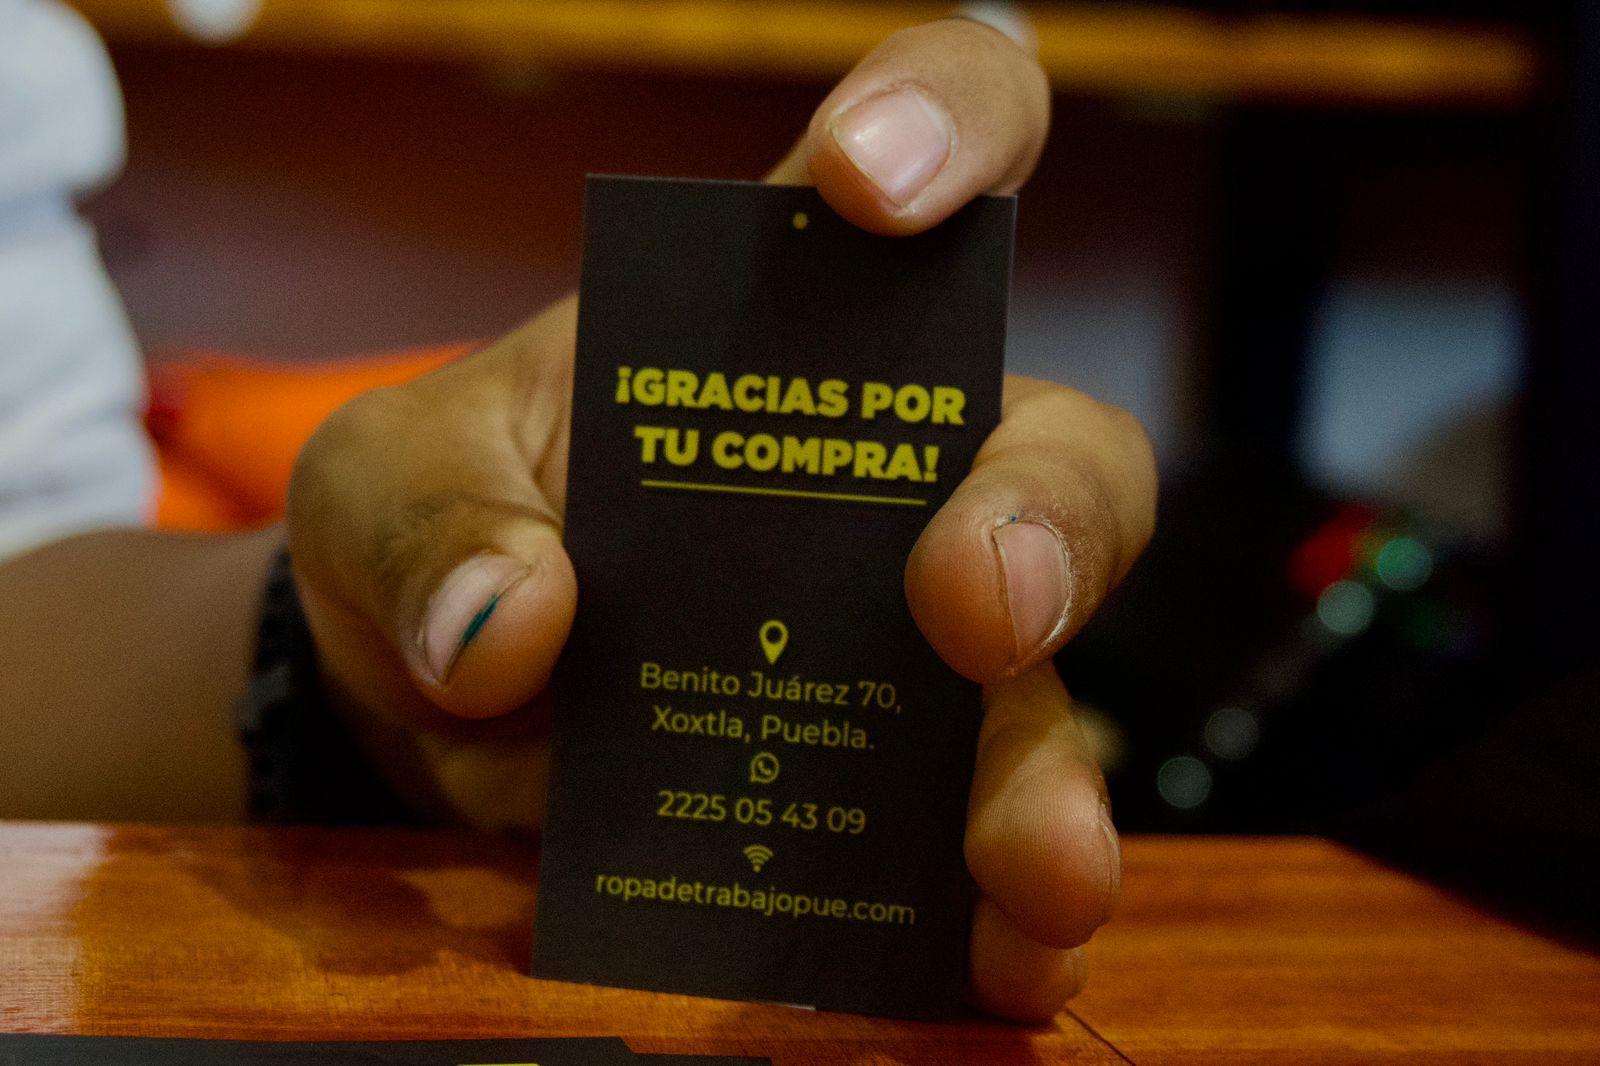 ¡GRACIAS POR
TU COMPRA!
Benito Juárez 70,
Xoxtla, Puebla.
2225 05 43 09
ropadetrabajopue.com